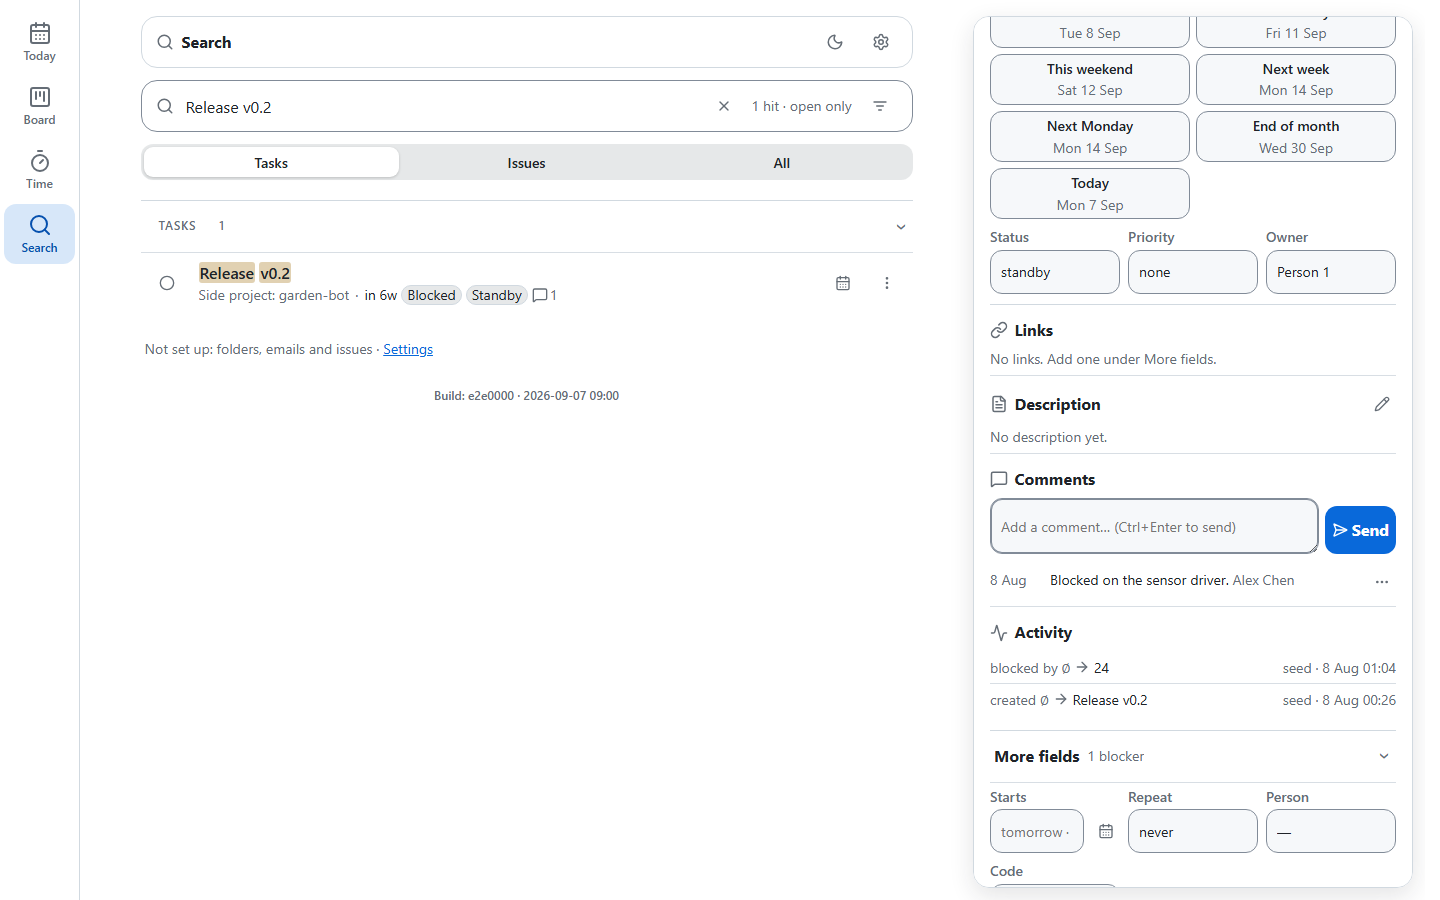 Today
Board
Time
Search
Search
Release v0.2
1 hit · open only
Tasks
Issues
All
TASKS 1
Release v0.2
Side project: garden-bot · in 6w Blocked Standby 1
Not set up: folders, emails and issues · Settings
Build: e2e0000 · 2026-09-07 09:00
Tue 8 Sep
Fri 11 Sep
This weekend
Sat 12 Sep
Next week
Mon 14 Sep
Next Monday
Mon 14 Sep
End of month
Wed 30 Sep
Today
Mon 7 Sep
Status
Priority
Owner
standby
none
Person 1
Links
No links. Add one under More fields.
Description
No description yet.
Comments
Add a comment... (Ctrl+Enter to send)
Send
8 Aug Blocked on the sensor driver. Alex Chen
Activity
blocked by ∅ → 24 seed · 8 Aug 01:04
created ∅ → Release v0.2 seed · 8 Aug 00:26
More fields 1 blocker
Starts
Repeat
Person
tomorrow ·
never
—
Code